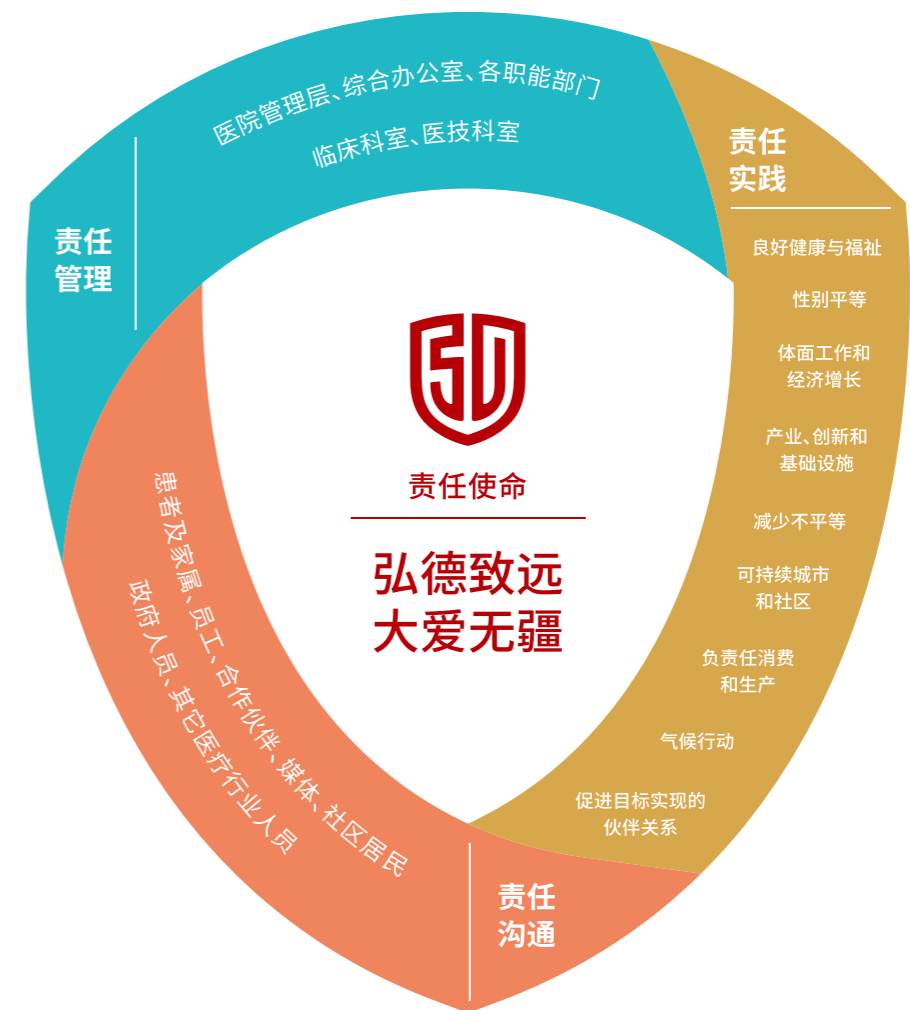 医院管理层、综合办公室、各职能部门
临床科室、医技科室
责任
管理
责任
实践
良好健康与福祉
性别平等
体面工作和
经济增长
产业、创新和
基础设施
减少不平等
可持续城市
和社区
负责任消费
和生产
气候行动
促进目标实现的
伙伴关系
责任使命
弘德致远
大爱无疆
患者及家属、员工、合作伙伴、媒体、社区居民
政府人员、其它医疗行业人员
责任
沟通